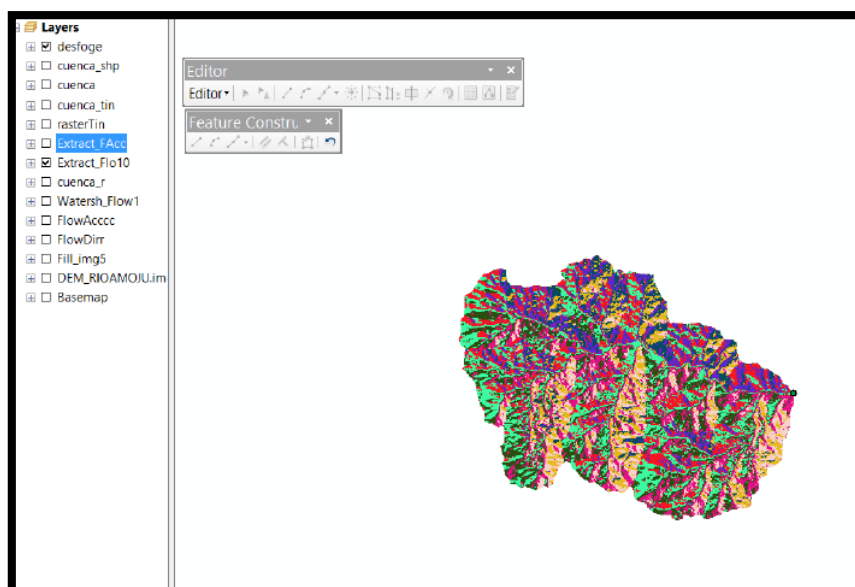 Layers
desfoge
cuenca_shp
cuenca
cuenca_tin
rasterTin
Extract_FAcc
Extract_Flo10
cuenca_r
Watersh_Flow1
FlowAcccc
FlowDirr
Fill_img5
DEM_RIOAMOJU.im
Basemap
Editor
Editor
Feature Constru